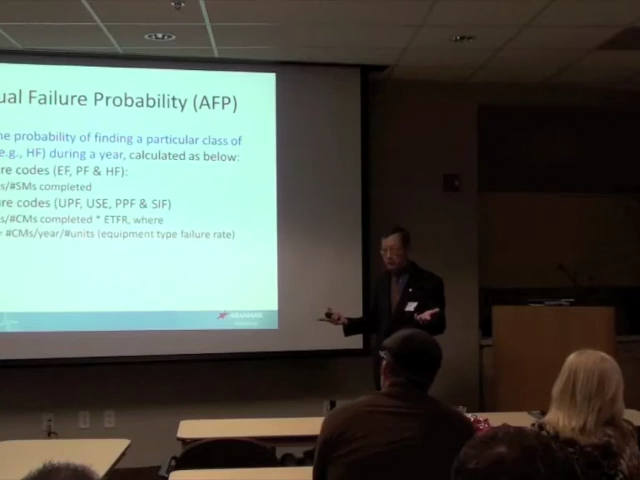 ual Failure Probability (AFP)
he probability of finding a particular class of
e.g., HF) during a year, calculated as below:
re codes (EF, PF & HF):
s/#SMs completed
re codes (UPF, USE, PPF & SIF)
s/#CMs completed * ETFR, where
= #CMs/year/#units (equipment type failure rate)
ARAMARK